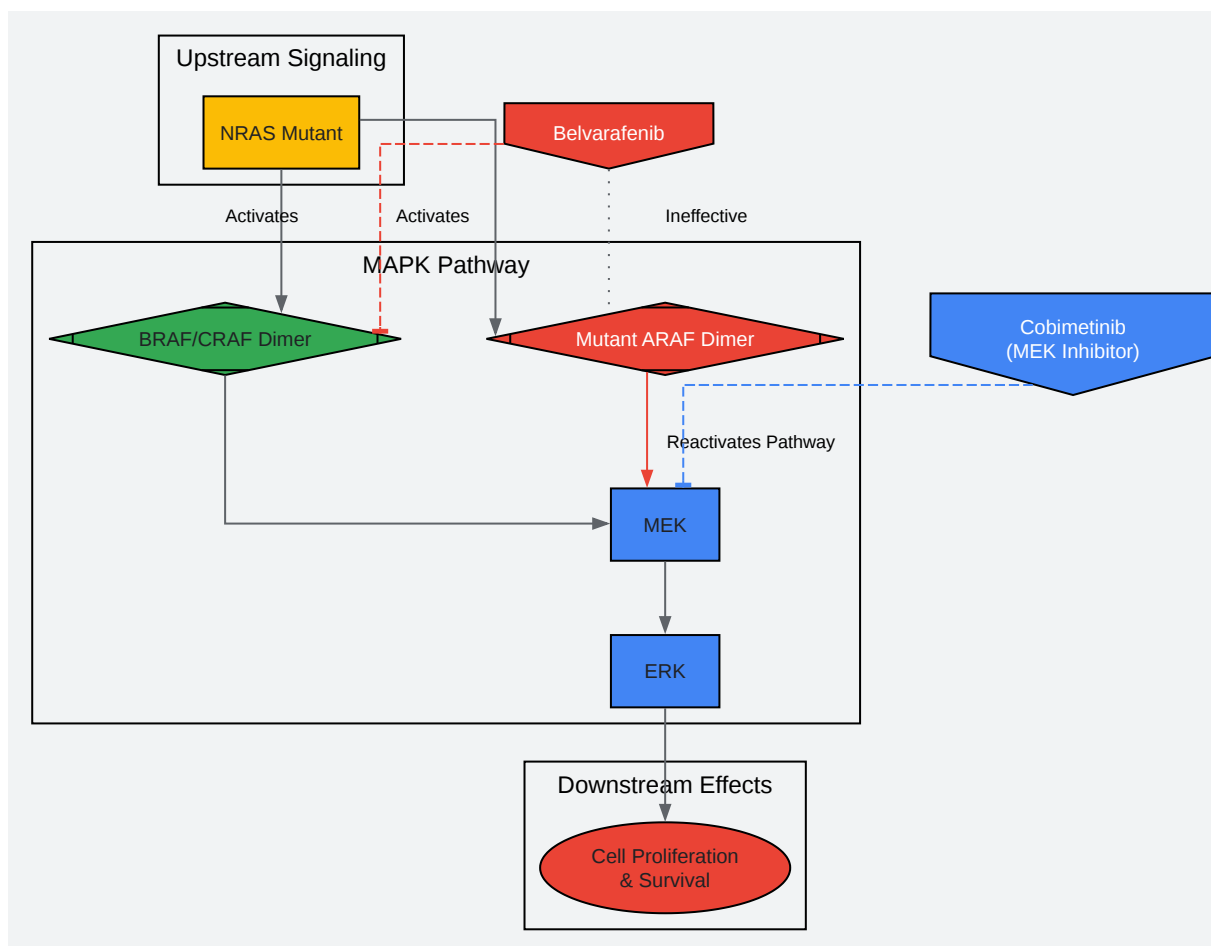 Upstream Signaling
NRAS Mutant
Belvarafenib
Activates
Activates
Ineffective
MAPK Pathway
BRAF/CRAF Dimer
Mutant ARAF Dimer
Cobimetinib
(MEK Inhibitor)
Reactivates Pathway
MEK
ERK
Downstream Effects
Cell Proliferation
& Survival